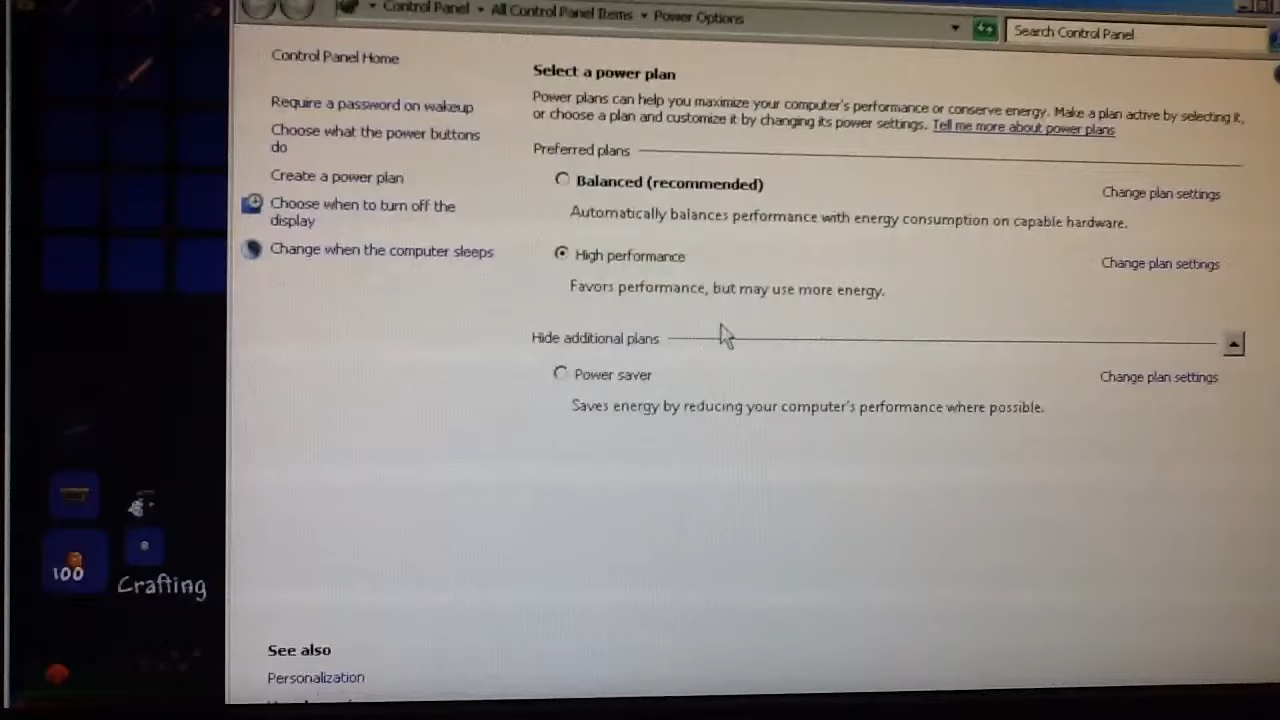 Control Panel ▾ All Control Panel Items ▾ Power Options
Search Control Panel
Control Panel Home
Require a password on wakeup
Choose what the power buttons
do
Create a power plan
Choose when to turn off the
display
Change when the computer sleeps
Select a power plan
Power plans can help you maximize your computer's performance or conserve energy. Make a plan active by selecting it,
or choose a plan and customize it by changing its power settings. Tell me more about power plans
Preferred plans
Balanced (recommended)
Change plan settings
Automatically balances performance with energy consumption on capable hardware.
High performance
Change plan settings
Favors performance, but may use more energy.
Hide additional plans
Power saver
Change plan settings
Saves energy by reducing your computer's performance where possible.
100
Crafting
See also
Personalization